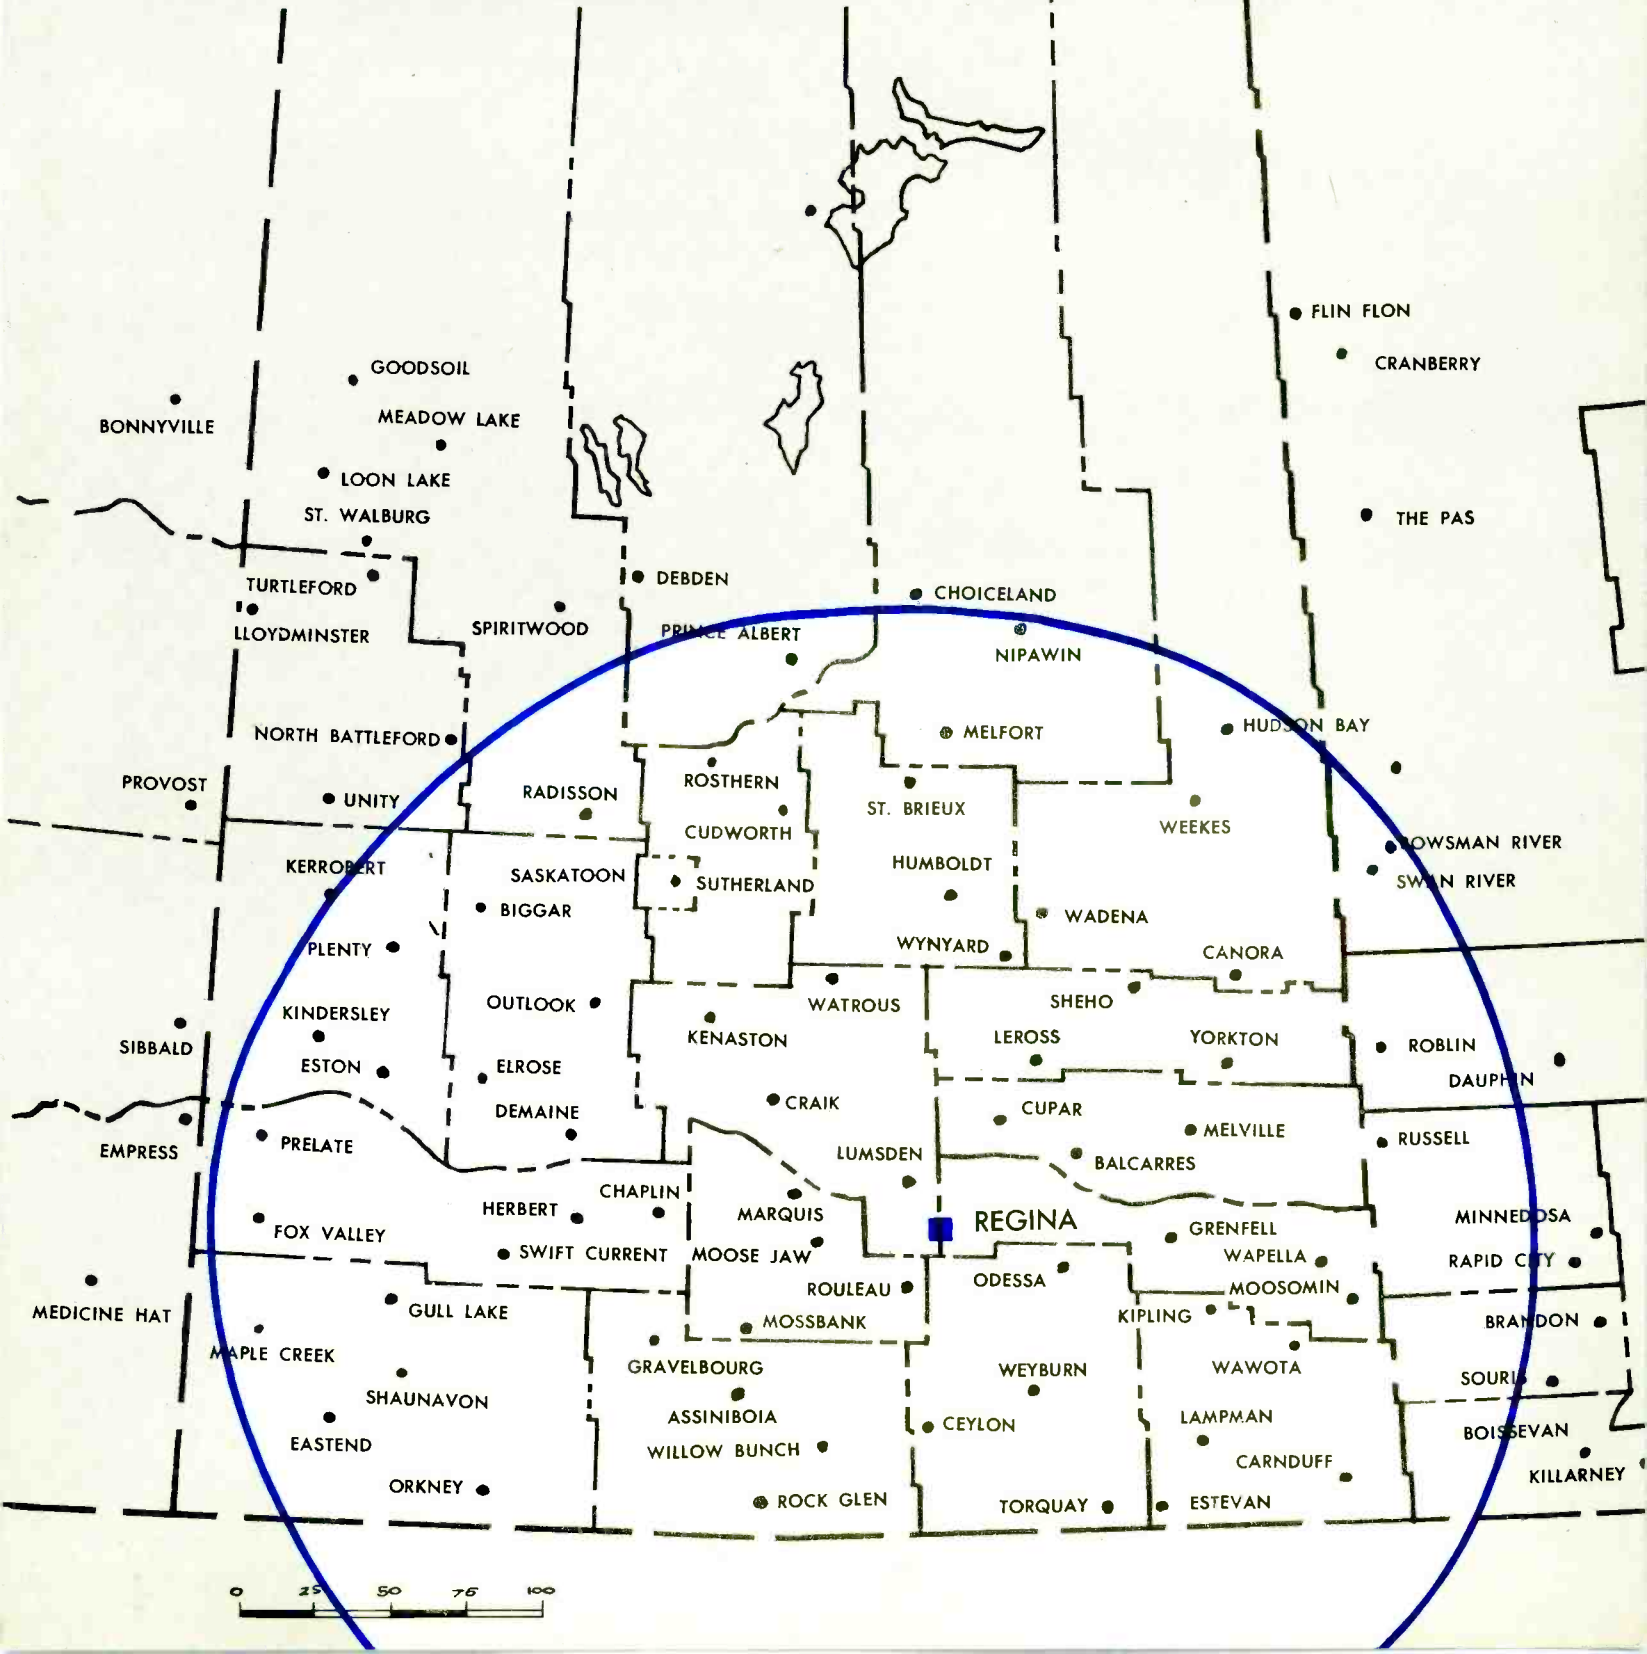 FLIN FLON
CRANBERRY
GOODSOIL
BONNYVILLE
MEADOW LAKE
LOON LAKE
ST. WALBURG
THE PAS
TURTLEFORD
DEBDEN
CHOICELAND
LLOYDMINSTER
SPIRITWOOD
PRINCE ALBERT
NIPAWIN
NORTH BATTLEFORD
MELFORT
HUDSON BAY
PROVOST
UNITY
RADISSON
ROSTHERN
ST. BRIEUX
CUDWORTH
WEEKES
BOWSMAN RIVER
KERROBERT
SASKATOON
SUTHERLAND
HUMBOLDT
SWAN RIVER
BIGGAR
WADENA
PLENTY
WYNYARD
CANORA
OUTLOOK
WATROUS
SHEHO
KINDERSLEY
KENASTON
LEROSS
YORKTON
SIBBALD
ROBLIN
ESTON
ELROSE
DAUPHIN
DEMAINE
CRAIK
CUPAR
EMPRESS
PRELATE
MELVILLE
RUSSELL
LUMSDEN
BALCARRES
CHAPLIN
HERBERT
MARQUIS
REGINA
MINNEDOSA
FOX VALLEY
GRENFELL
SWIFT CURRENT
MOOSE JAW
WAPELLA
RAPID CITY
ODESSA
ROULEAU
MOOSOMIN
MEDICINE HAT
GULL LAKE
KIPLING
MOSSBANK
BRANDON
MAPLE CREEK
GRAVELBOURG
WEYBURN
WAWOTA
SHAUNAVON
SOURIS
ASSINIBOIA
CEYLON
LAMPMAN
EASTEND
WILLOW BUNCH
BOISSEVAN
CARNDUFF
KILLARNEY
ORKNEY
ROCK GLEN
TORQUAY
ESTEVAN
0 25 50 75 100